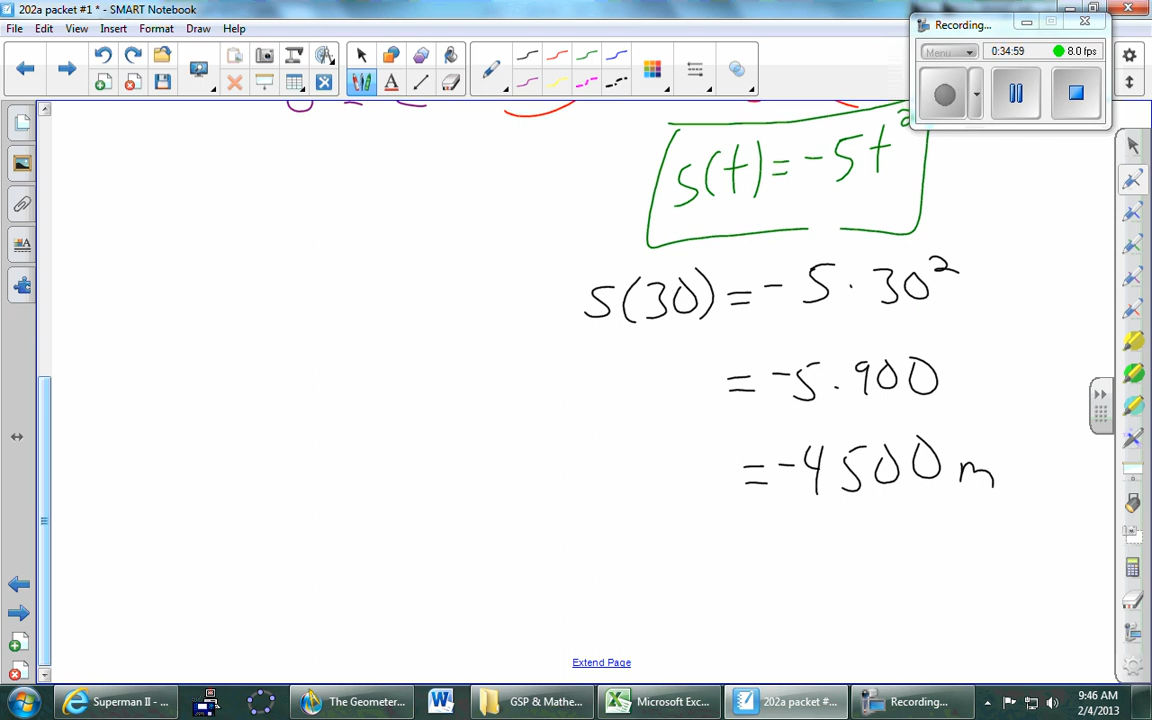 202a packet #1 * - SMART Notebook
File Edit View Insert Format Draw Help
Recording...
Menu
0:34:59
8.0 fps
s(t) = -5t²
s(30) = -5·30²
= -5·900
= -4500 m
Extend Page
Superman II - ...
The Geometer...
GSP & Mathe...
Microsoft Exc...
202a packet #...
Recording...
9:46 AM
2/4/2013